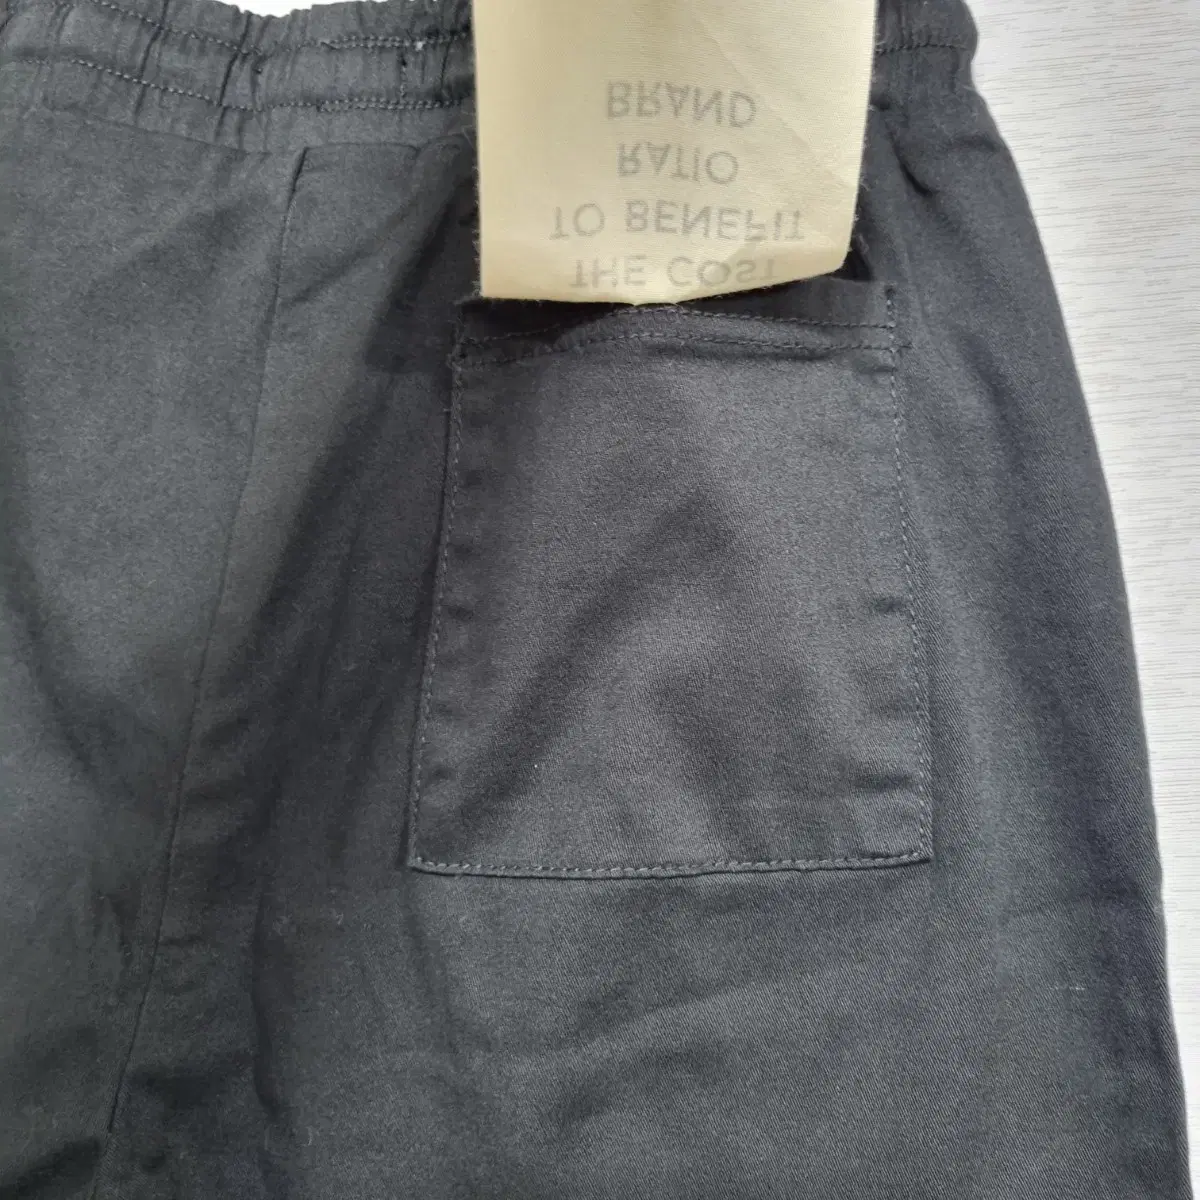 THE COST
TO BENEFIT
RATIO
BRAND